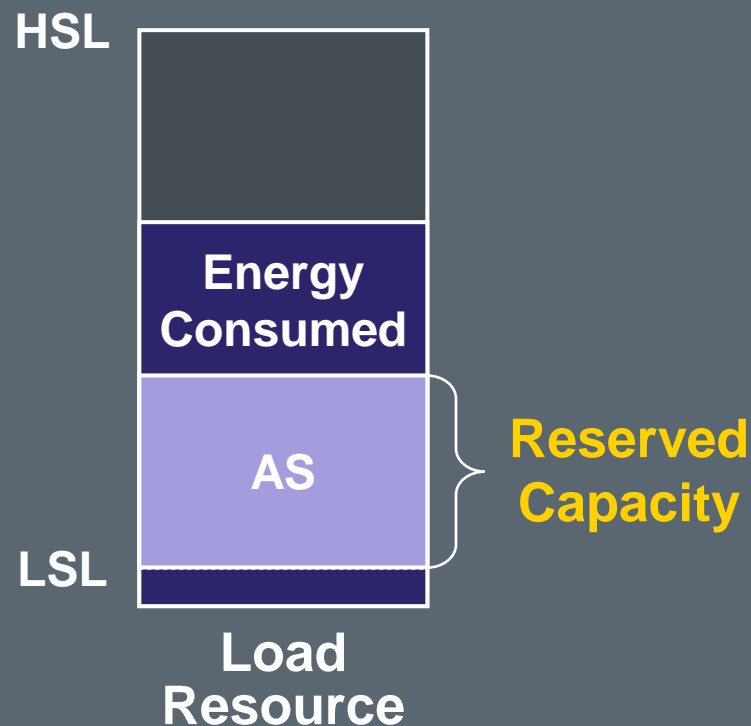 HSL
Energy
Consumed
AS
Reserved
Capacity
LSL
Load
Resource